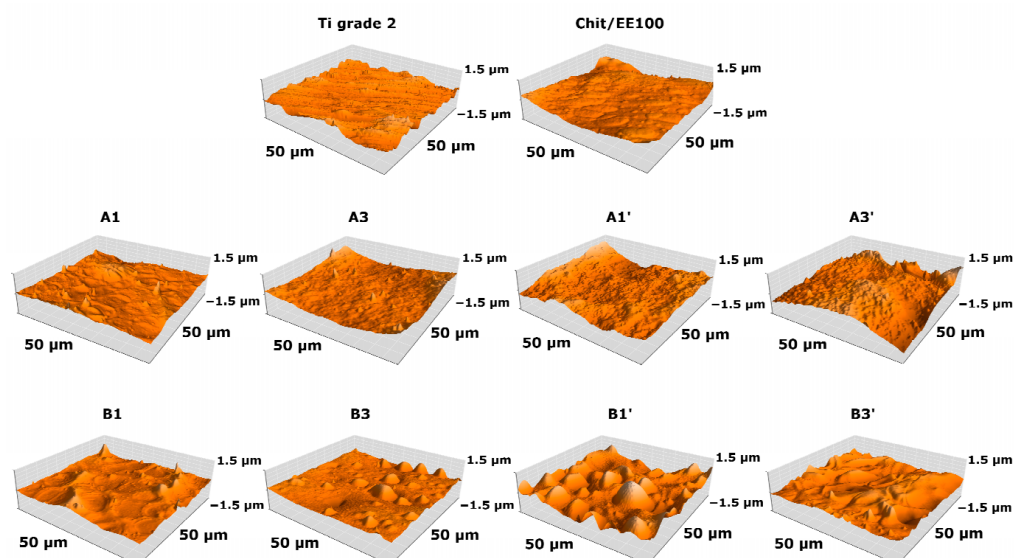 Ti grade 2 Chit/EE100
1.5 μm 1.5 μm
−1.5 μm −1.5 μm
50 μm 50 μm 50 μm 50 μm
A1 A3 A1' A3'
1.5 μm 1.5 μm 1.5 μm 1.5 μm
−1.5 μm −1.5 μm −1.5 μm −1.5 μm
50 μm 50 μm 50 μm 50 μm 50 μm 50 μm 50 μm 50 μm
B1 B3 B1' B3'
1.5 μm 1.5 μm 1.5 μm 1.5 μm
−1.5 μm −1.5 μm −1.5 μm −1.5 μm
50 μm 50 μm 50 μm 50 μm 50 μm 50 μm 50 μm 50 μm